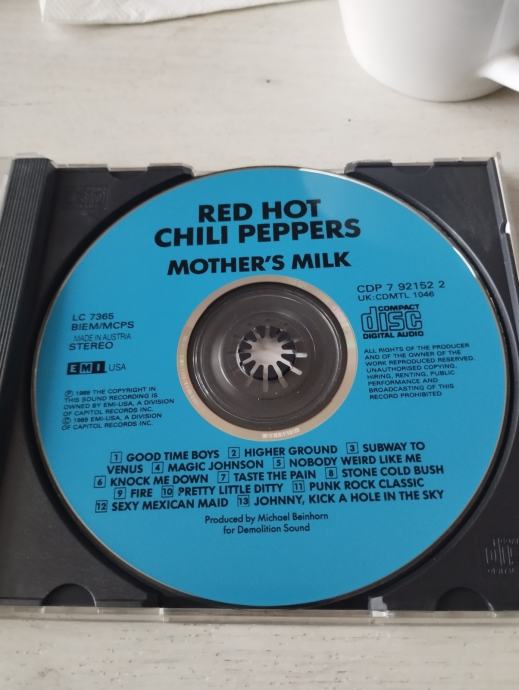 RED HOT
CHILI PEPPERS
MOTHER'S MILK
LC 7365
BIEM/MCPS
MADE IN AUSTRIA
STEREO
EMI USA
℗ 1989 THE COPYRIGHT IN
THIS SOUND RECORDING IS
OWNED BY EMI-USA, A DIVISION
OF CAPITOL RECORDS INC.
© 1989 EMI-USA, A DIVISION
OF CAPITOL RECORDS INC.
CDP 7 92152 2
UK: CDMTL 1046
COMPACT
disc
DIGITAL AUDIO
ALL RIGHTS OF THE PRODUCER
AND OF THE OWNER OF THE
WORK REPRODUCED RESERVED.
UNAUTHORISED COPYING,
HIRING, RENTING, PUBLIC
PERFORMANCE AND
BROADCASTING OF THIS
RECORD PROHIBITED
1 GOOD TIME BOYS 2 HIGHER GROUND 3 SUBWAY TO
VENUS 4 MAGIC JOHNSON 5 NOBODY WEIRD LIKE ME
6 KNOCK ME DOWN 7 TASTE THE PAIN 8 STONE COLD BUSH
9 FIRE 10 PRETTY LITTLE DITTY 11 PUNK ROCK CLASSIC
12 SEXY MEXICAN MAID 13 JOHNNY, KICK A HOLE IN THE SKY
Produced by Michael Beinhorn
for Demolition Sound